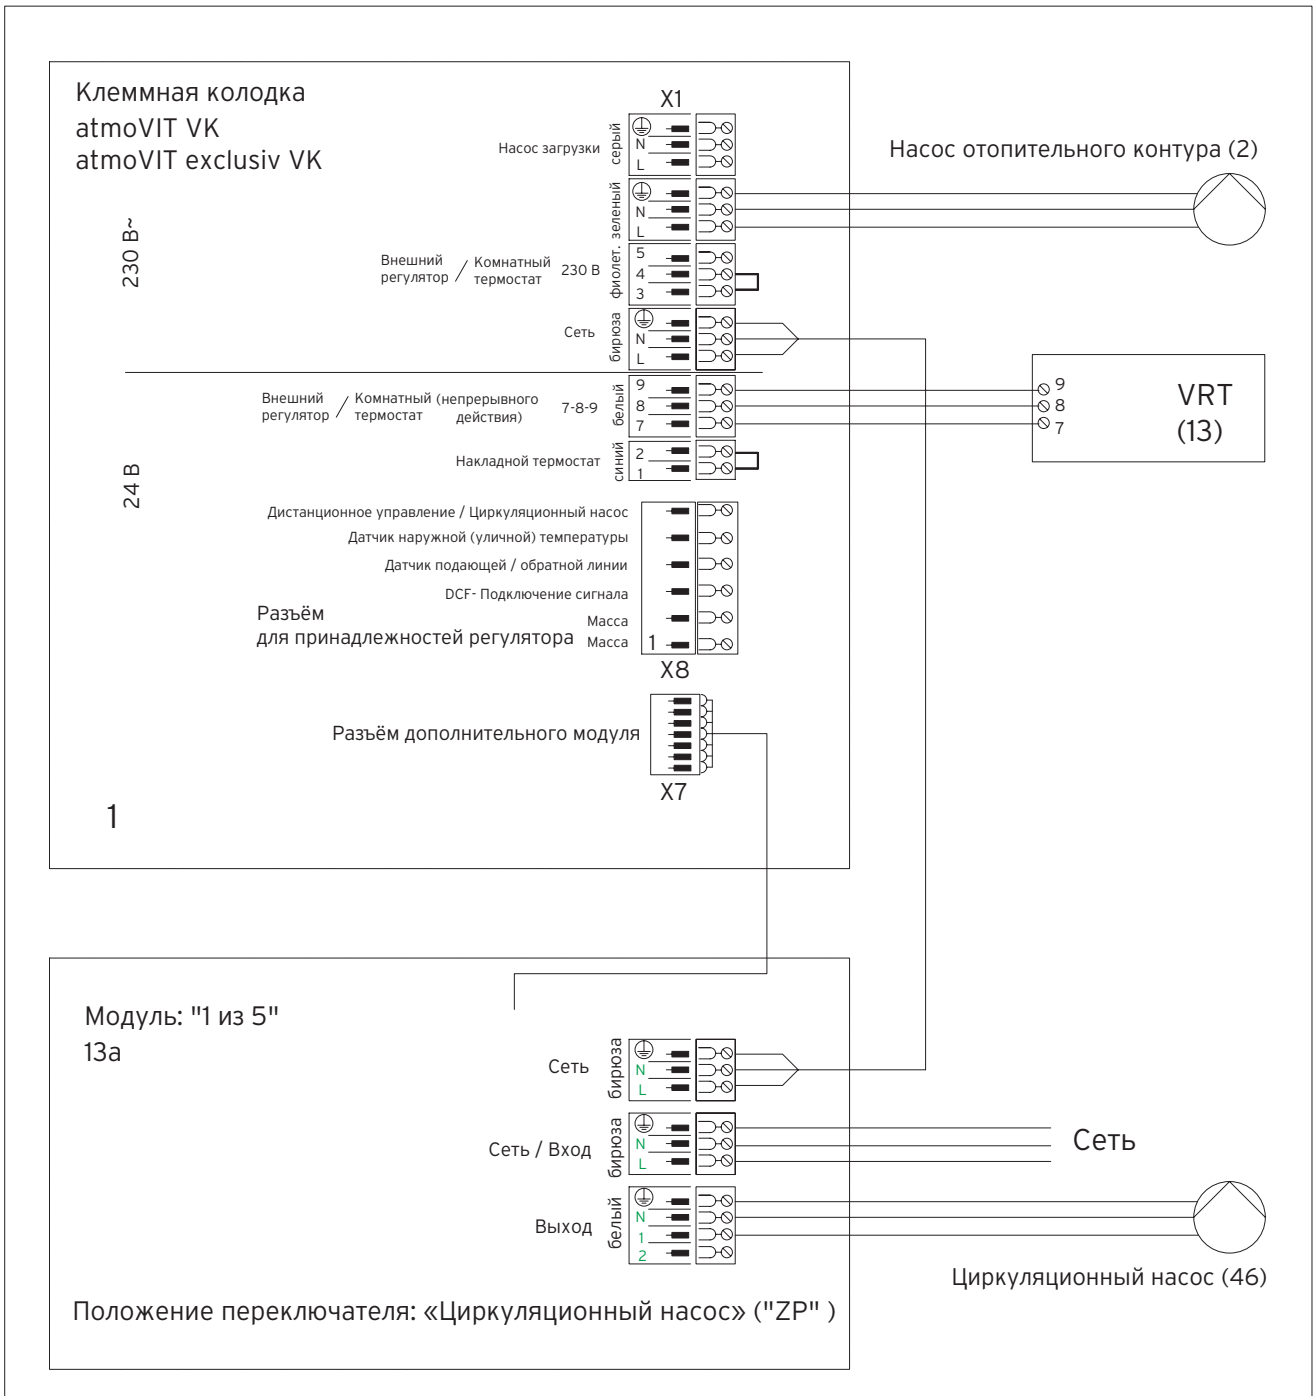 Клеммная колодка
atmoVIT VK
atmoVIT exclusiv VK
230 В~
24 В
X1
Насос загрузки
серый
N
L
Насос отопительного контура (2)
зеленый
N
L
Внешний регулятор / Комнатный термостат
230 В
фиолет.
5
4
3
Сеть
бирюза
N
L
Внешний регулятор / Комнатный термостат (непрерывного действия)
7-8-9
белый
9
8
7
9
8
7
VRT
(13)
Накладной термостат
синий
2
1
Дистанционное управление / Циркуляционный насос
Датчик наружной (уличной) температуры
Датчик подающей / обратной линии
DCF- Подключение сигнала
Разъём
для принадлежностей регулятора
Масса
Масса
1
X8
Разъём дополнительного модуля
X7
1
Модуль: "1 из 5"
13a
Сеть
бирюза
N
L
Сеть / Вход
бирюза
N
L
Сеть
Выход
белый
N
1
2
Циркуляционный насос (46)
Положение переключателя: «Циркуляционный насос» ("ZP" )